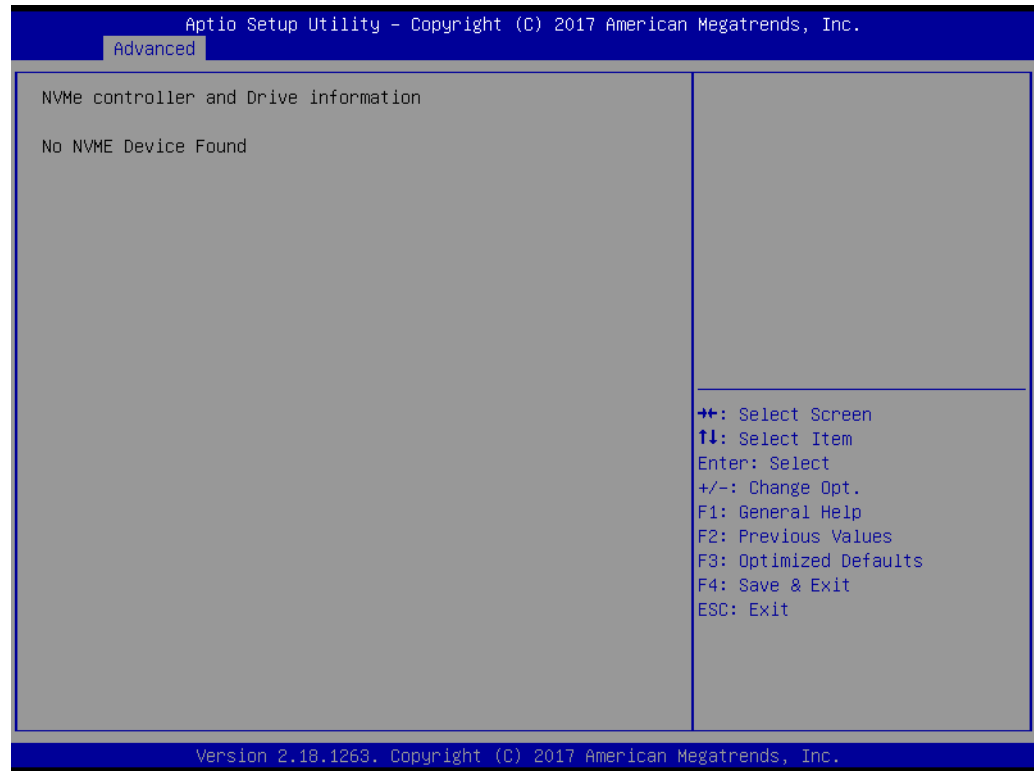 Aptio Setup Utility – Copyright (C) 2017 American Megatrends, Inc.
Advanced
NVMe controller and Drive information
No NVME Device Found
→←: Select Screen
↑↓: Select Item
Enter: Select
+/-: Change Opt.
F1: General Help
F2: Previous Values
F3: Optimized Defaults
F4: Save & Exit
ESC: Exit
Version 2.18.1263. Copyright (C) 2017 American Megatrends, Inc.